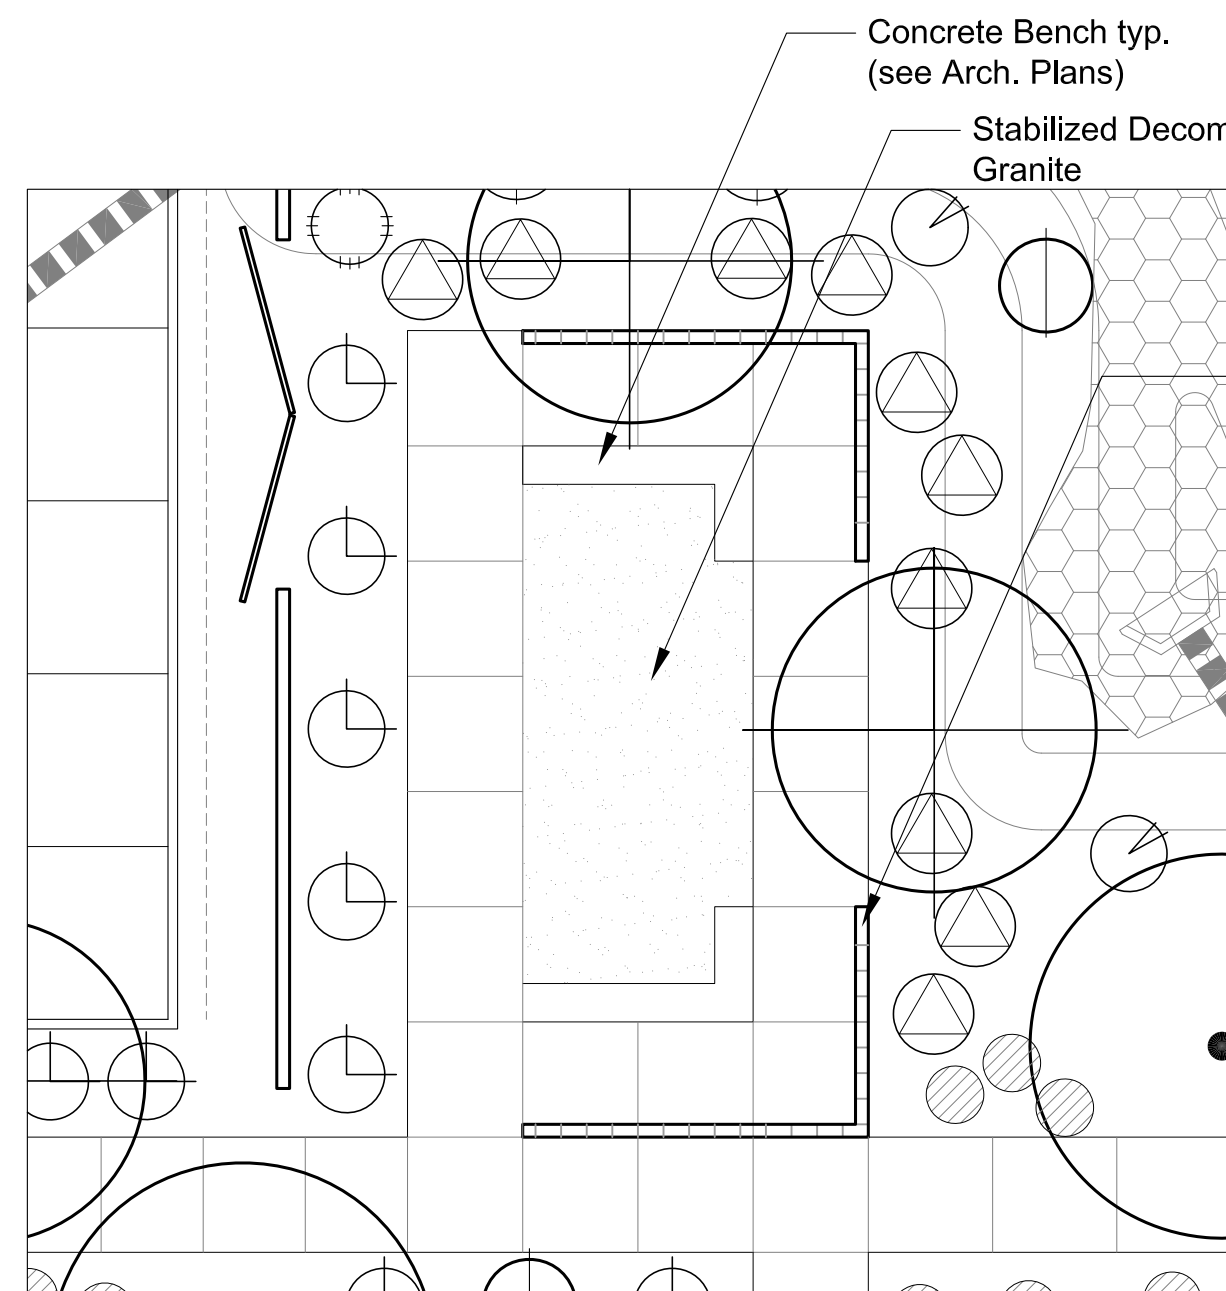 Concrete Bench typ.
(see Arch. Plans)
Stabilized Decom
Granite